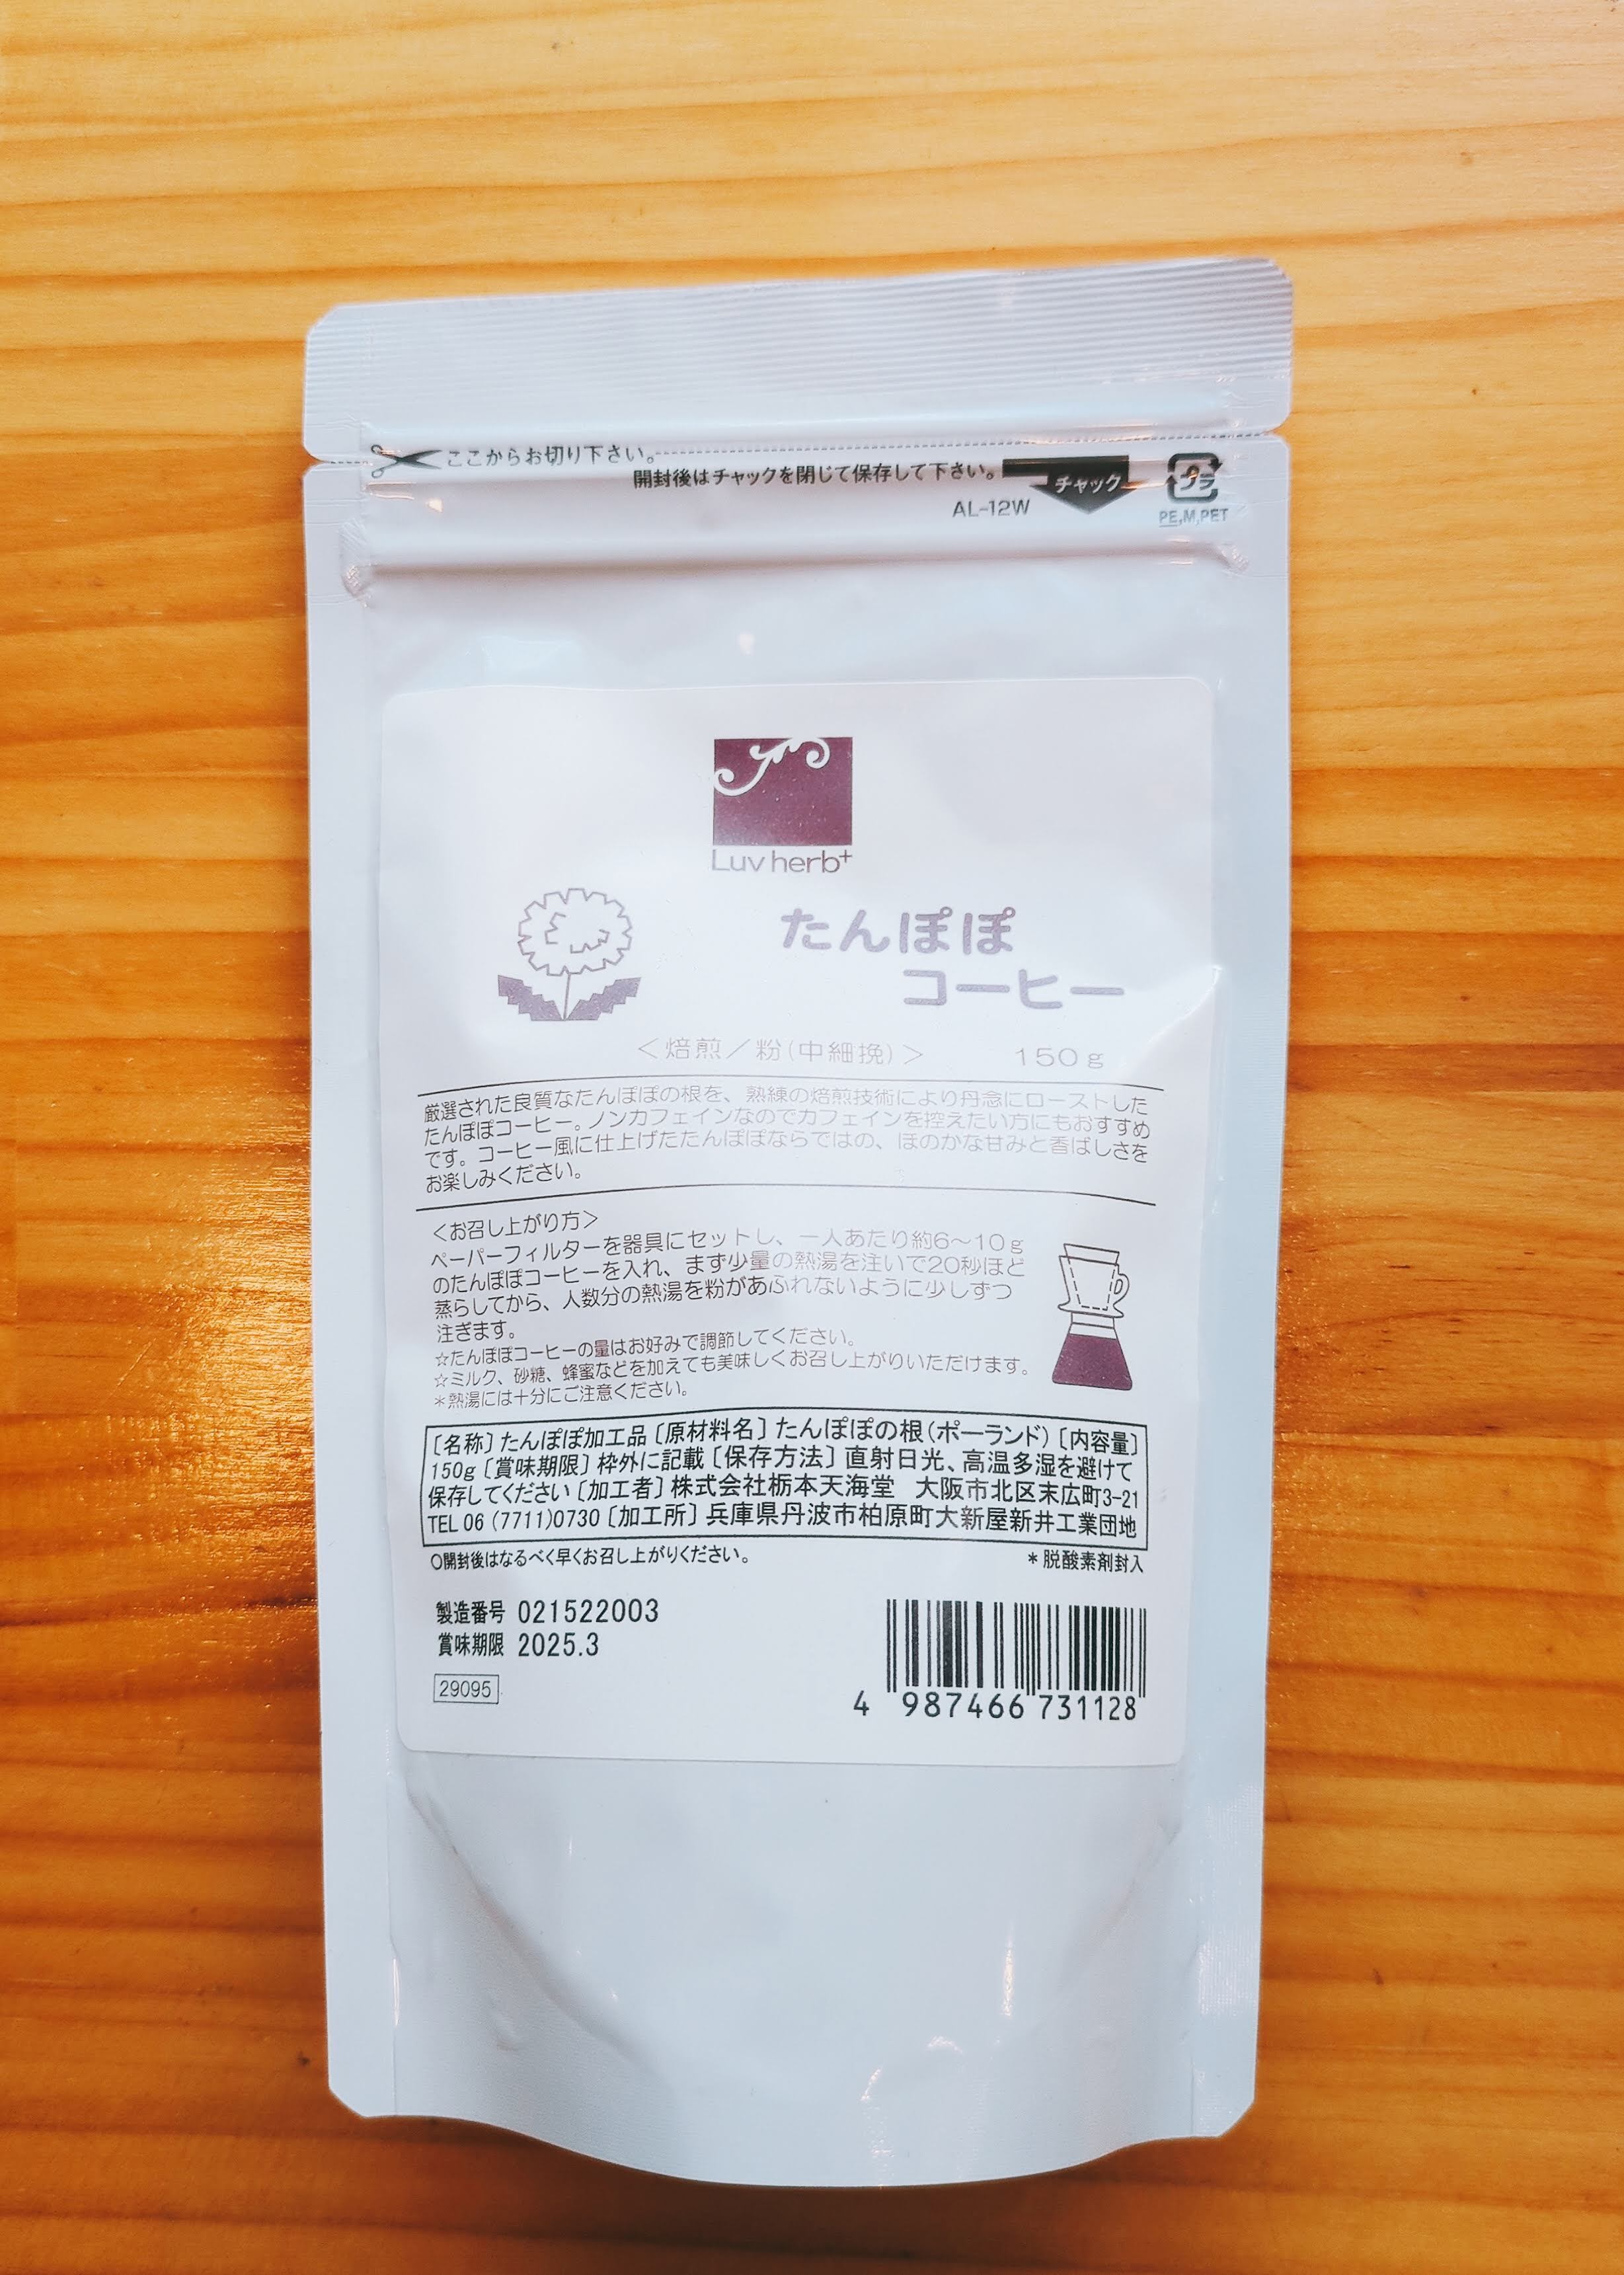 ここからお切り下さい。
開封後はチャックを閉じて保存して下さい。
チャック
プラ
AL-12W
PE,M,PET
Luv herb+
たんぽぽ
コーヒー
＜焙煎／粉(中細挽)＞ 150g
厳選された良質なたんぽぽの根を、熟練の焙煎技術により丹念にローストした
たんぽぽコーヒー。ノンカフェインなのでカフェインを控えたい方にもおすすめ
です。コーヒー風に仕上げたたんぽぽならではの、ほのかな甘みと香ばしさを
お楽しみください。
＜お召し上がり方＞
ペーパーフィルターを器具にセットし、一人あたり約6～10g
のたんぽぽコーヒーを入れ、まず少量の熱湯を注いで20秒ほど
蒸らしてから、人数分の熱湯を粉があふれないように少しずつ
注ぎます。
☆たんぽぽコーヒーの量はお好みで調節してください。
☆ミルク、砂糖、蜂蜜などを加えても美味しくお召し上がりいただけます。
＊熱湯には十分にご注意ください。
〔名称〕たんぽぽ加工品〔原材料名〕たんぽぽの根(ポーランド)〔内容量〕
150g〔賞味期限〕枠外に記載〔保存方法〕直射日光、高温多湿を避けて
保存してください〔加工者〕株式会社栃本天海堂 大阪市北区末広町3-21
TEL 06 (7711)0730〔加工所〕兵庫県丹波市柏原町大新屋新井工業団地
○開封後はなるべく早くお召し上がりください。 ＊脱酸素剤封入
製造番号 021522003
賞味期限 2025.3
29095
4 987466 731128